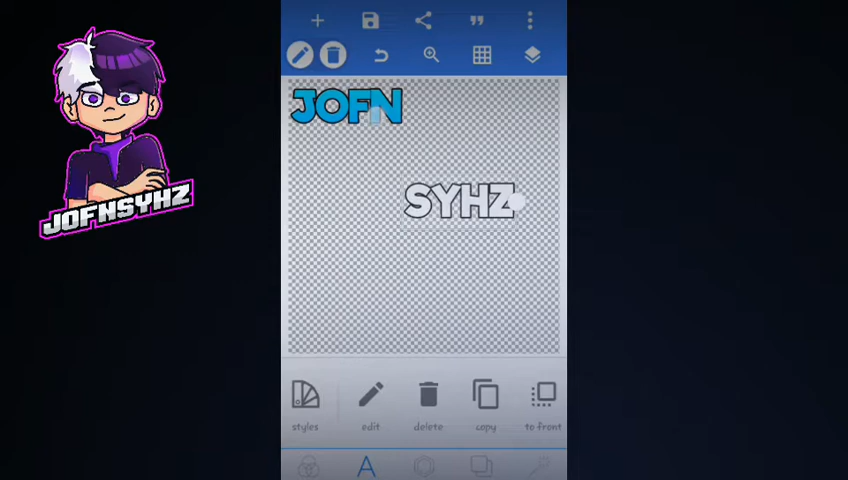 JOFN
SYHZ
JOFNSYHZ
styles
edit
delete
copy
to front
A